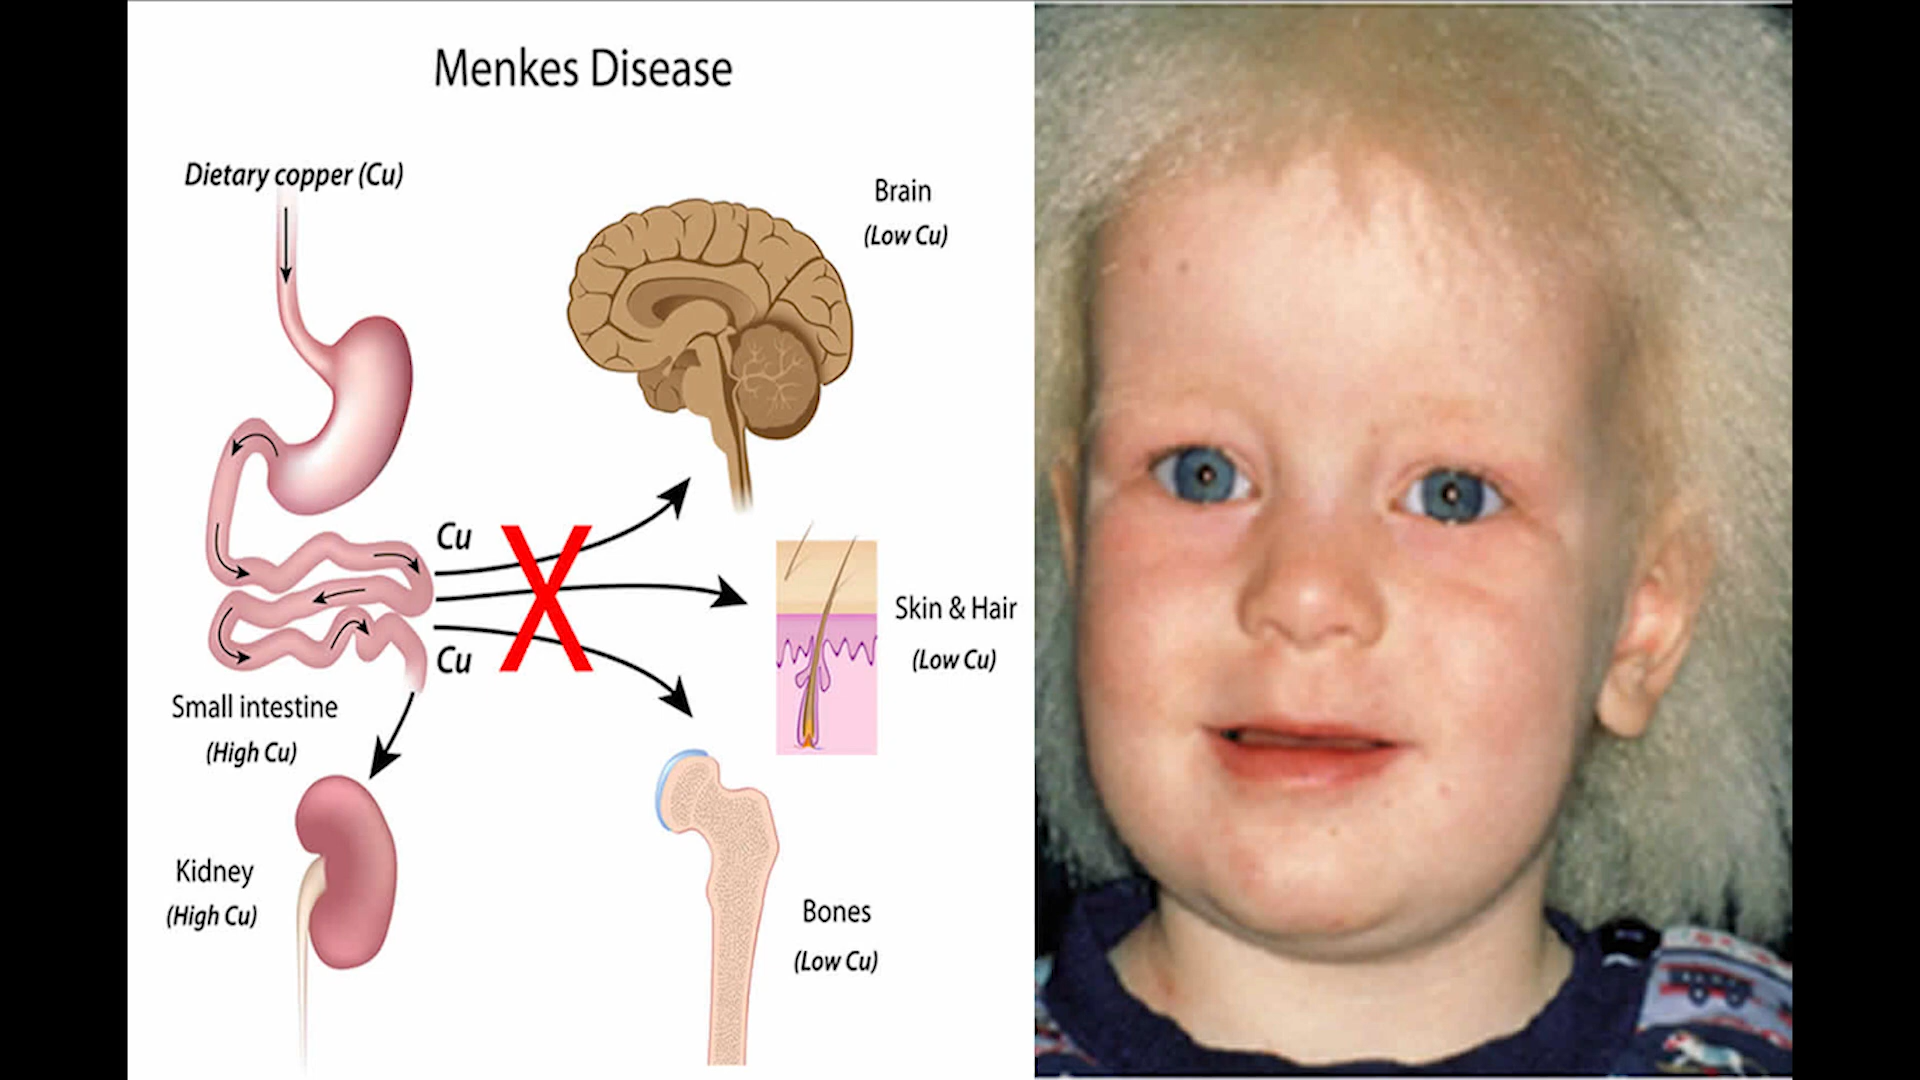 Menkes Disease
Dietary copper (Cu)
Brain
(Low Cu)
Cu
Cu
Skin & Hair
(Low Cu)
Small intestine
(High Cu)
Kidney
(High Cu)
Bones
(Low Cu)